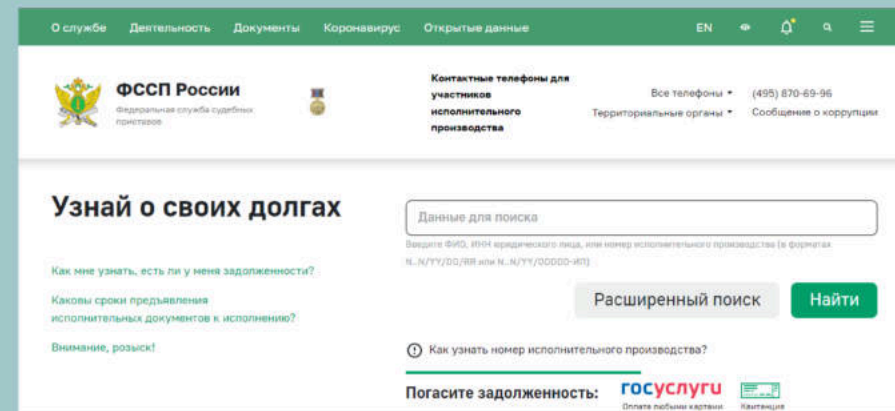 О службе Деятельность Документы Коронавирус Открытые данные EN
ФССП России
Федеральная служба судебных
приставов
Контактные телефоны для
участников
исполнительного
производства
Все телефоны
Территориальные органы
(495) 870-69-96
Сообщение о коррупции
Узнай о своих долгах
Как мне узнать, есть ли у меня задолженности?
Каковы сроки предъявления
исполнительных документов к исполнению?
Внимание, розыск!
Данные для поиска
Введите ФИО, ИНН юридического лица, или номер исполнительного производства (в форматах
N..N/YY/DD/RR или N..N/YY/DDDDD-ИП)
Расширенный поиск Найти
Как узнать номер исполнительного производства?
Погасите задолженность:
госуслуги
Оплата любыми картами
Квитанция